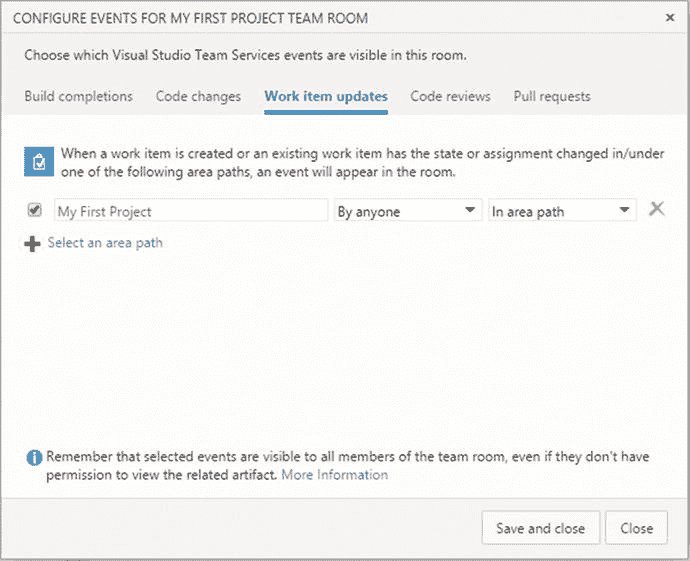 CONFIGURE EVENTS FOR MY FIRST PROJECT TEAM ROOM
Choose which Visual Studio Team Services events are visible in this room.
Build completions Code changes Work item updates Code reviews Pull requests
When a work item is created or an existing work item has the state or assignment changed in/under
one of the following area paths, an event will appear in the room.
My First Project By anyone In area path
Select an area path
Remember that selected events are visible to all members of the team room, even if they don't have
permission to view the related artifact. More Information
Save and close Close